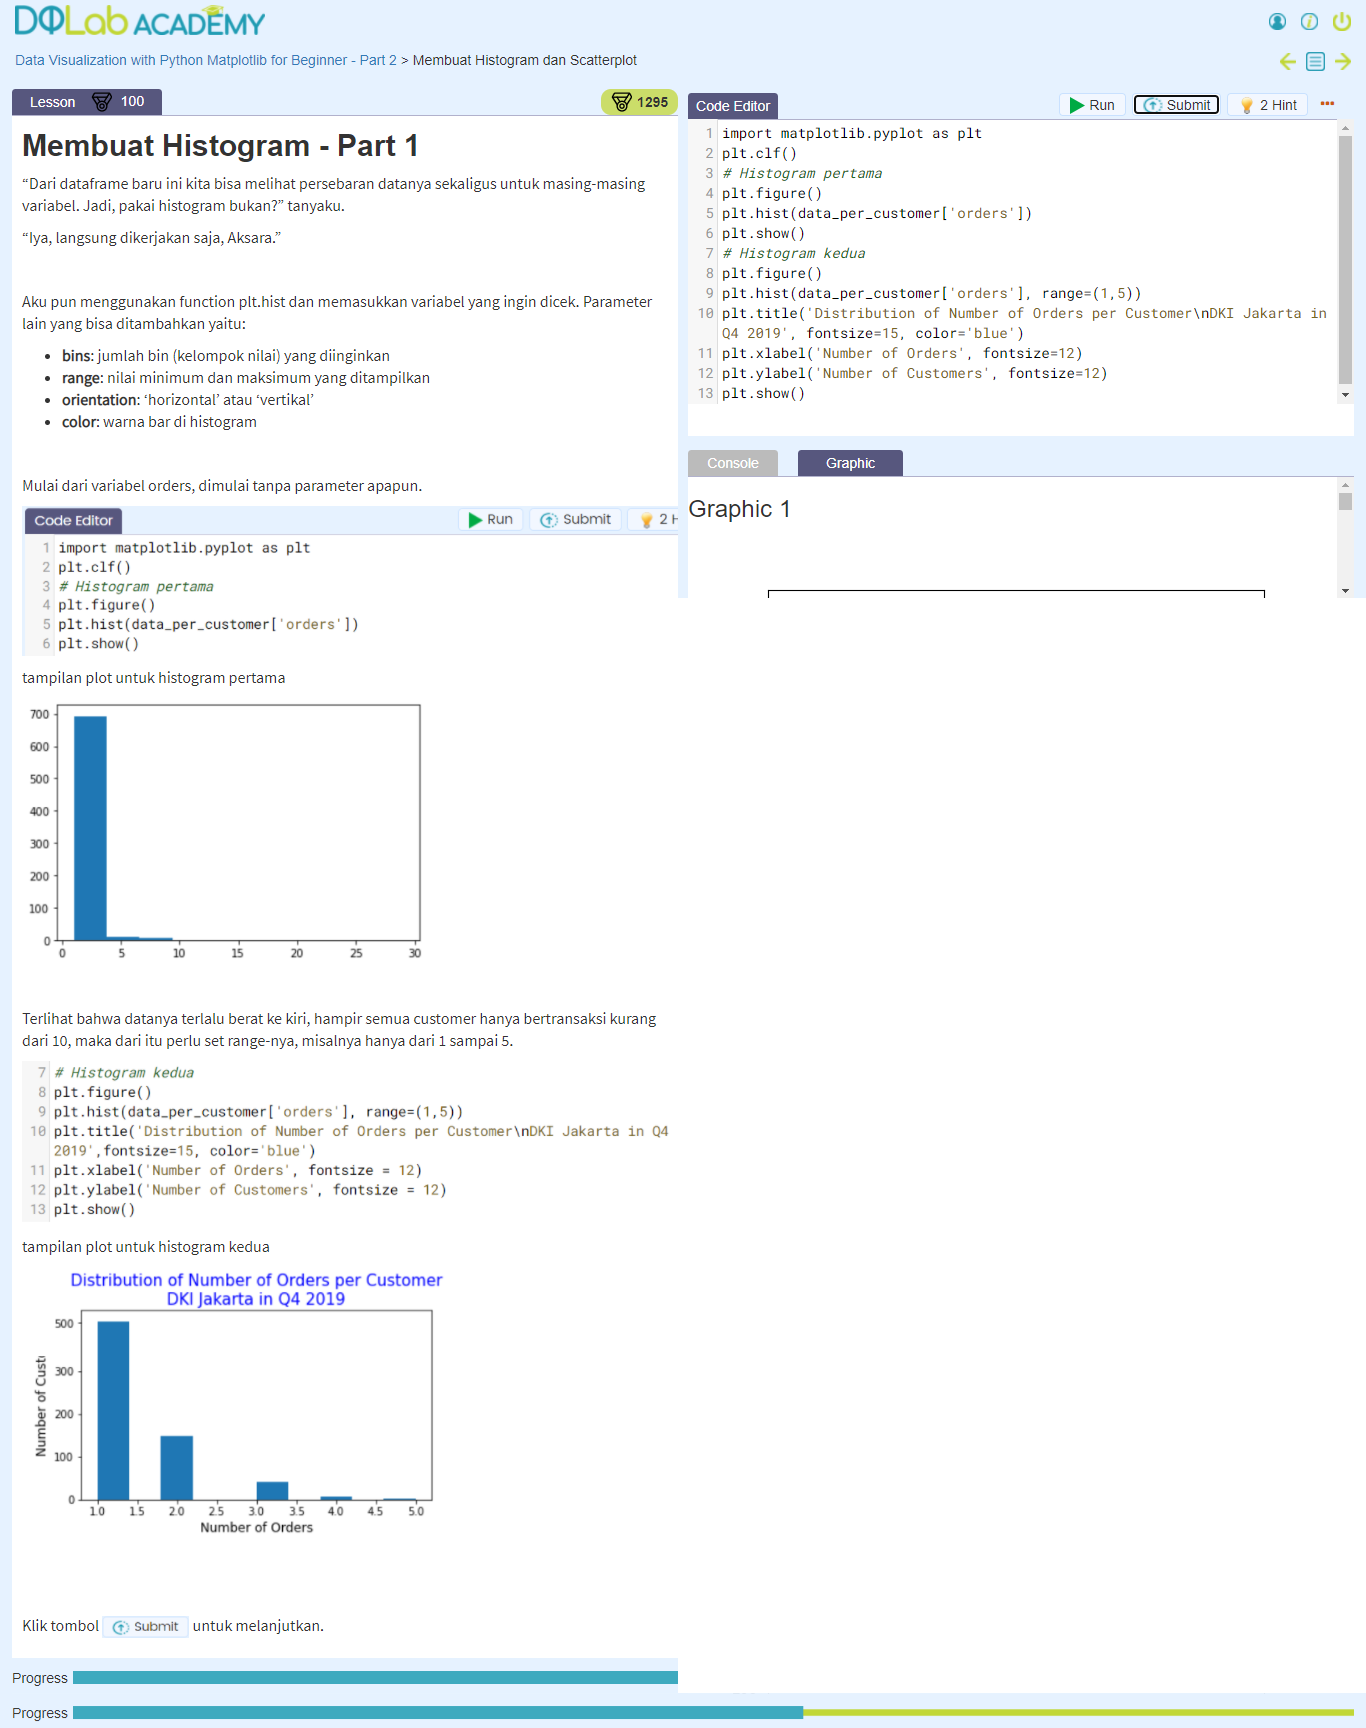 DQLab ACADEMY
Data Visualization with Python Matplotlib for Beginner - Part 2 > Membuat Histogram dan Scatterplot
Lesson 100
1295
Membuat Histogram - Part 1
“Dari dataframe baru ini kita bisa melihat persebaran datanya sekaligus untuk masing-masing
variabel. Jadi, pakai histogram bukan?” tanyaku.
“Iya, langsung dikerjakan saja, Aksara.”
Aku pun menggunakan function plt.hist dan memasukkan variabel yang ingin dicek. Parameter
lain yang bisa ditambahkan yaitu:
• bins: jumlah bin (kelompok nilai) yang diinginkan
• range: nilai minimum dan maksimum yang ditampilkan
• orientation: ‘horizontal’ atau ‘vertikal’
• color: warna bar di histogram
Mulai dari variabel orders, dimulai tanpa parameter apapun.
Code Editor Run Submit 2 H
1 import matplotlib.pyplot as plt
2 plt.clf()
3 # Histogram pertama
4 plt.figure()
5 plt.hist(data_per_customer['orders'])
6 plt.show()
tampilan plot untuk histogram pertama
700
600
500
400
300
200
100
0
0 5 10 15 20 25 30
Terlihat bahwa datanya terlalu berat ke kiri, hampir semua customer hanya bertransaksi kurang
dari 10, maka dari itu perlu set range-nya, misalnya hanya dari 1 sampai 5.
7 # Histogram kedua
8 plt.figure()
9 plt.hist(data_per_customer['orders'], range=(1,5))
10 plt.title('Distribution of Number of Orders per Customer\nDKI Jakarta in Q4
2019',fontsize=15, color='blue')
11 plt.xlabel('Number of Orders', fontsize = 12)
12 plt.ylabel('Number of Customers', fontsize = 12)
13 plt.show()
tampilan plot untuk histogram kedua
Distribution of Number of Orders per Customer
DKI Jakarta in Q4 2019
Number of Cust
500
300
200
100
0
1.0 1.5 2.0 2.5 3.0 3.5 4.0 4.5 5.0
Number of Orders
Klik tombol Submit untuk melanjutkan.
Progress
Code Editor Run Submit 2 Hint
1 import matplotlib.pyplot as plt
2 plt.clf()
3 # Histogram pertama
4 plt.figure()
5 plt.hist(data_per_customer['orders'])
6 plt.show()
7 # Histogram kedua
8 plt.figure()
9 plt.hist(data_per_customer['orders'], range=(1,5))
10 plt.title('Distribution of Number of Orders per Customer\nDKI Jakarta in
Q4 2019', fontsize=15, color='blue')
11 plt.xlabel('Number of Orders', fontsize=12)
12 plt.ylabel('Number of Customers', fontsize=12)
13 plt.show()
Console Graphic
Graphic 1
Progress